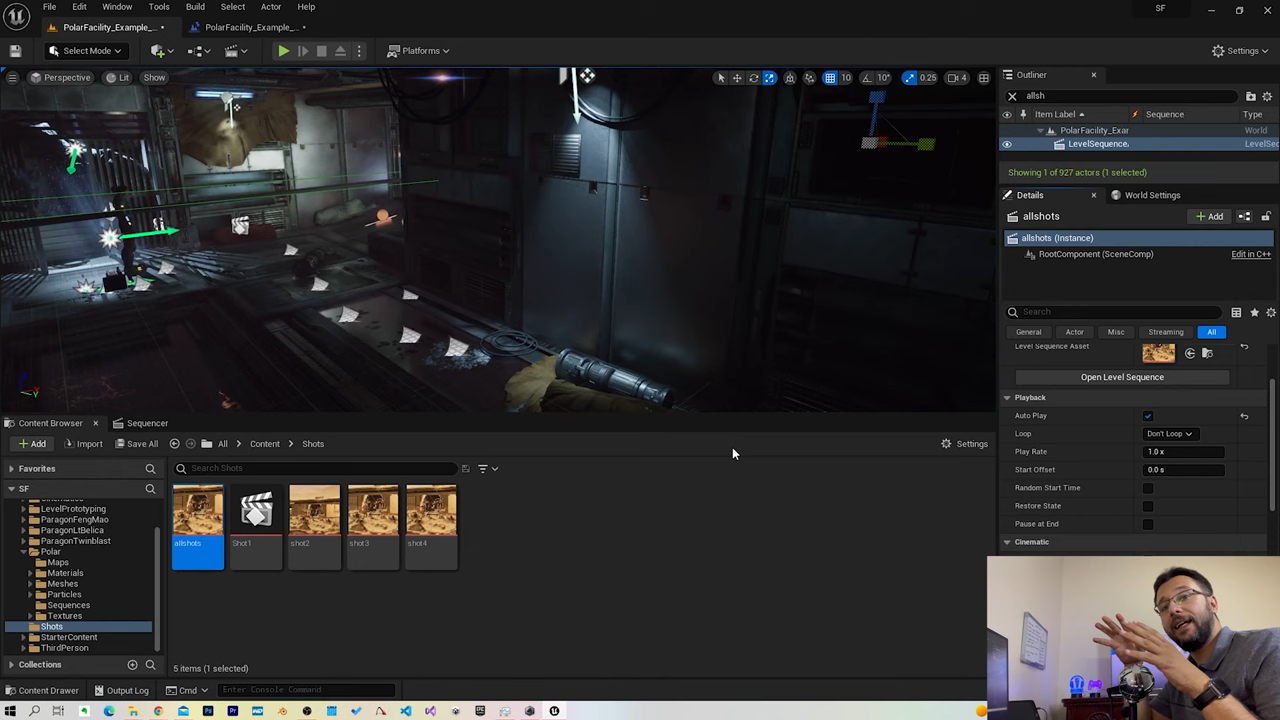 File Edit Window Tools Build Select Actor Help
SF
PolarFacility_Example_... •
PolarFacility_Example_... •
Select Mode
Platforms
Settings
Perspective
Lit
Show
10
10°
0.25
4
Outliner
allsh
Item Label
Sequence
Type
PolarFacility_Exar
World
LevelSequence,
LevelSe
Showing 1 of 927 actors (1 selected)
Details
World Settings
allshots
Add
allshots (Instance)
RootComponent (SceneComp)
Edit in C++
Search
General
Actor
Misc
Streaming
All
Level Sequence Asset
Open Level Sequence
Playback
Auto Play
Loop
Don't Loop
Play Rate
1.0 x
Start Offset
0.0 s
Random Start Time
Restore State
Pause at End
Cinematic
Content Browser
Sequencer
Add
Import
Save All
All
Content
Shots
Settings
Favorites
SF
LevelPrototyping
ParagonFengMao
ParagonLtBelica
ParagonTwinblast
Polar
Maps
Materials
Meshes
Particles
Sequences
Textures
Shots
StarterContent
ThirdPerson
Collections
Search Shots
allshots
Shot1
shot2
shot3
shot4
5 items (1 selected)
Content Drawer
Output Log
Cmd
Enter Console Command